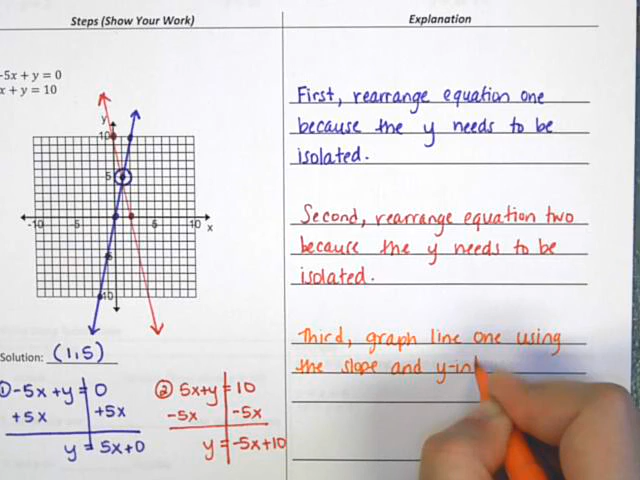 Steps (Show Your Work)
Explanation
-5x + y = 0
x + y = 10
y
10
5
-10
-5
5
10
x
-10
Solution: (1,5)
① -5x + y = 0
+5x +5x
y = 5x+0
② 5x+y = 10
-5x -5x
y = -5x+10
First, rearrange equation one
because the y needs to be
isolated.
Second, rearrange equation two
because the y needs to be
isolated.
Third, graph line one using
the slope and y-in